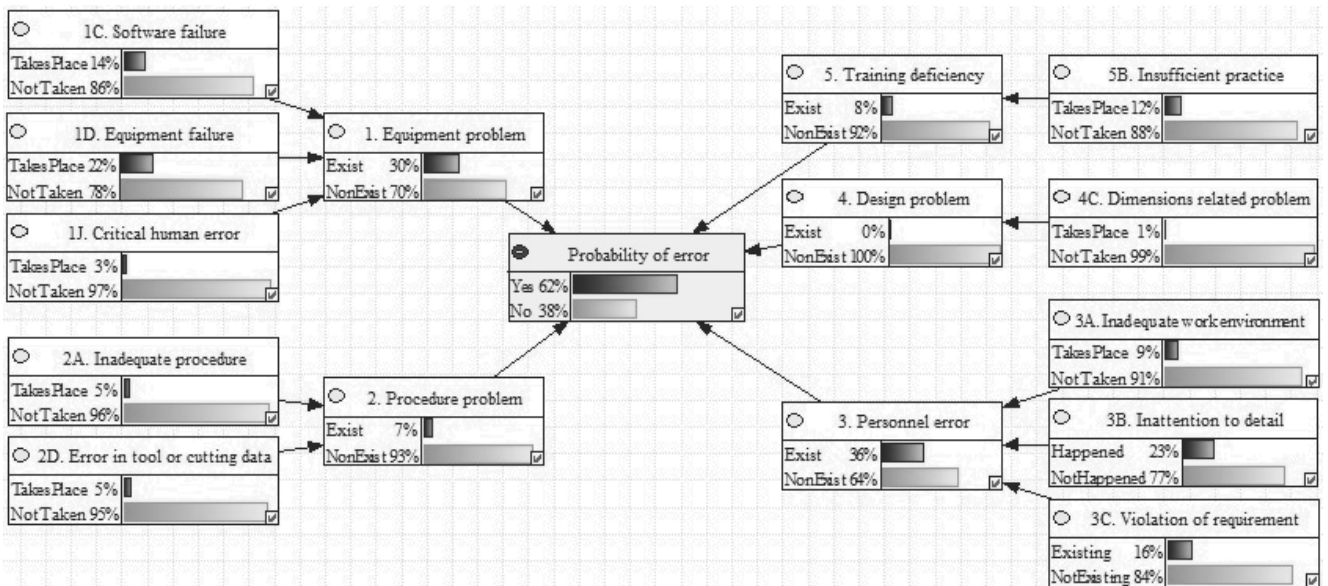 1C. Software failure
TakesPlace 14%
NotTaken 86%
1D. Equipment failure
TakesPlace 22%
NotTaken 78%
1J. Critical human error
TakesPlace 3%
NotTaken 97%
2A. Inadequate procedure
TakesPlace 5%
NotTaken 96%
2D. Error in tool or cutting data
TakesPlace 5%
NotTaken 95%
1. Equipment problem
Exist 30%
NonExist 70%
2. Procedure problem
Exist 7%
NonExist 93%
Probability of error
Yes 62%
No 38%
5. Training deficiency
Exist 8%
NonExist 92%
4. Design problem
Exist 0%
NonExist 100%
3. Personnel error
Exist 36%
NonExist 64%
5B. Insufficient practice
TakesPlace 12%
NotTaken 88%
4C. Dimensions related problem
TakesPlace 1%
NotTaken 99%
3A. Inadequate work environment
TakesPlace 9%
NotTaken 91%
3B. Inattention to detail
Happened 23%
NotHappened 77%
3C. Violation of requirement
Existing 16%
NotExisting 84%